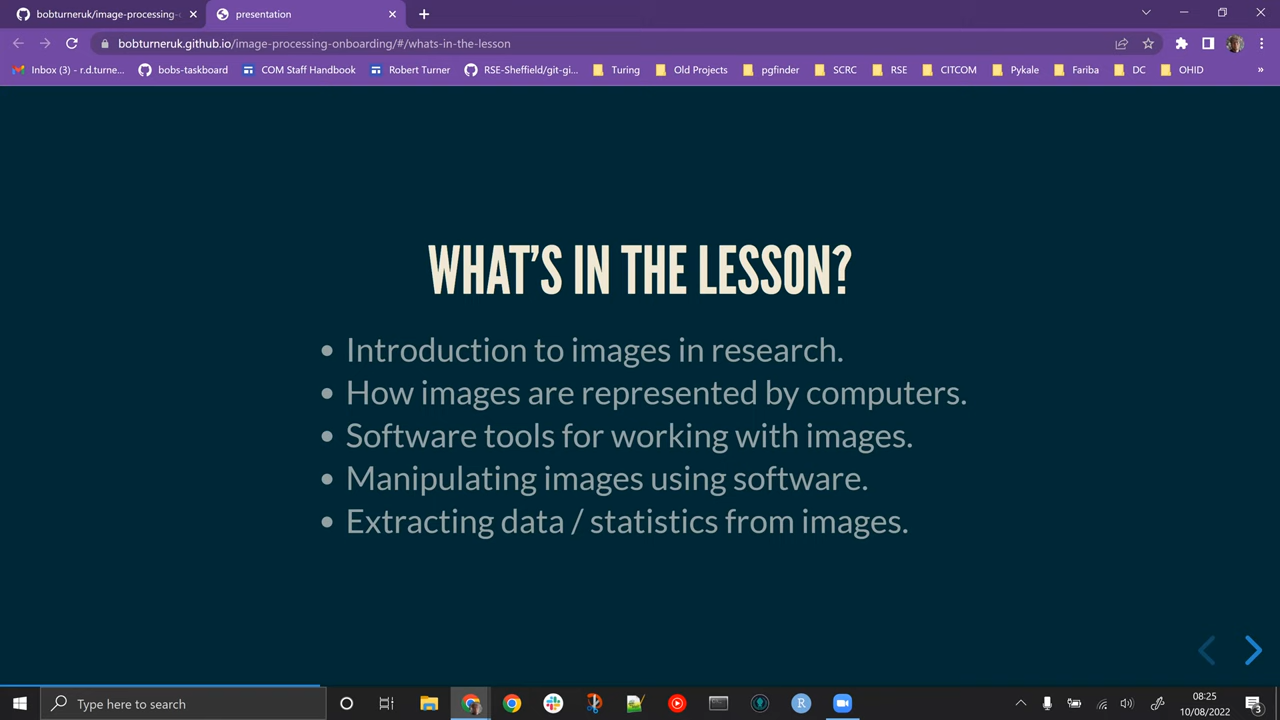 bobturneruk/image-processing-
presentation
bobturneruk.github.io/image-processing-onboarding/#/whats-in-the-lesson
Inbox (3) - r.d.turne...
bobs-taskboard
COM Staff Handbook
Robert Turner
RSE-Sheffield/git-gi...
Turing
Old Projects
pgfinder
SCRC
RSE
CITCOM
Pykale
Fariba
DC
OHID
»
WHAT'S IN THE LESSON?
• Introduction to images in research.
• How images are represented by computers.
• Software tools for working with images.
• Manipulating images using software.
• Extracting data / statistics from images.
Type here to search
R
08:25
10/08/2022
3